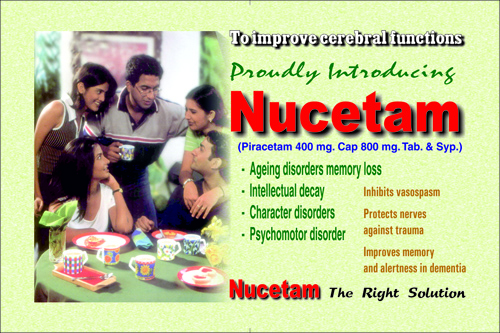 To improve cerebral functions
Proudly Introducing
Nucetam
(Piracetam 400 mg. Cap 800 mg. Tab. & Syp.)
· Ageing disorders memory loss
· Intellectual decay
· Character disorders
· Psychomotor disorder
Inhibits vasospasm
Protects nerves
against trauma
Improves memory
and alertness in dementia
Nucetam The Right Solution